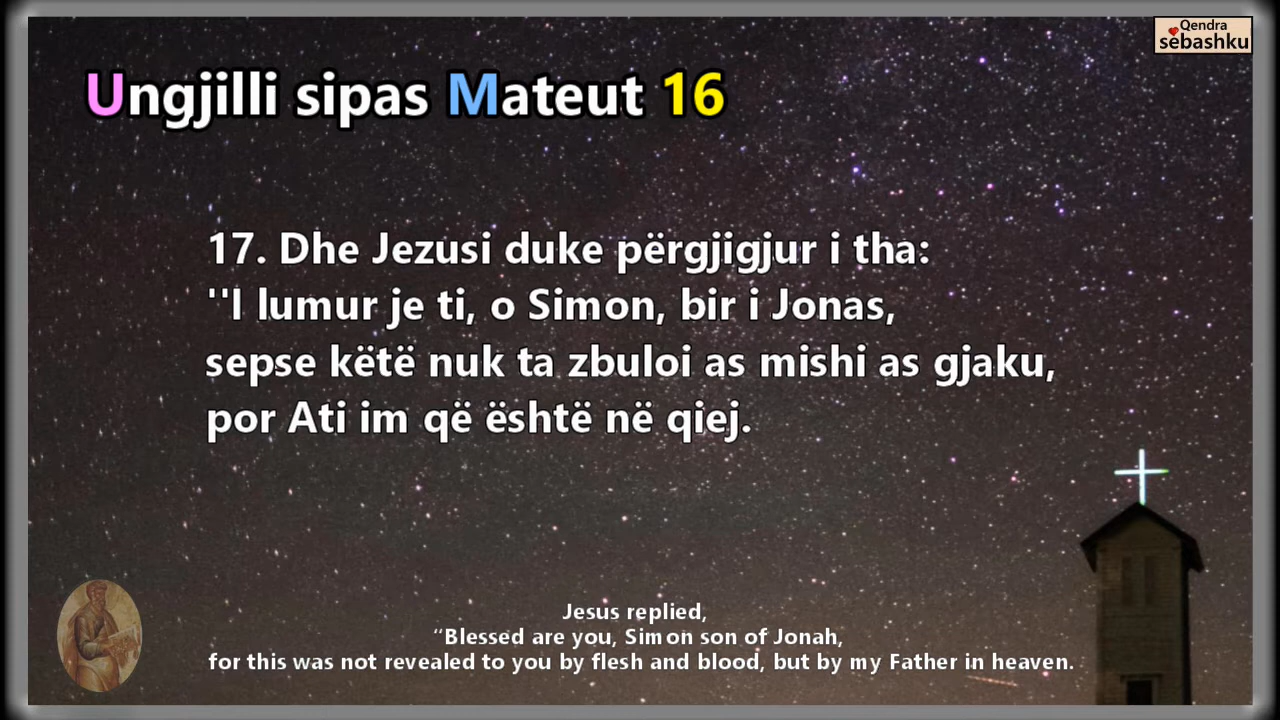 Qendra
sebashku
Ungjilli sipas Mateut 16
17. Dhe Jezusi duke përgjigjur i tha:
''I lumur je ti, o Simon, bir i Jonas,
sepse këtë nuk ta zbuloi as mishi as gjaku,
por Ati im që është në qiej.
Jesus replied,
“Blessed are you, Simon son of Jonah,
for this was not revealed to you by flesh and blood, but by my Father in heaven.